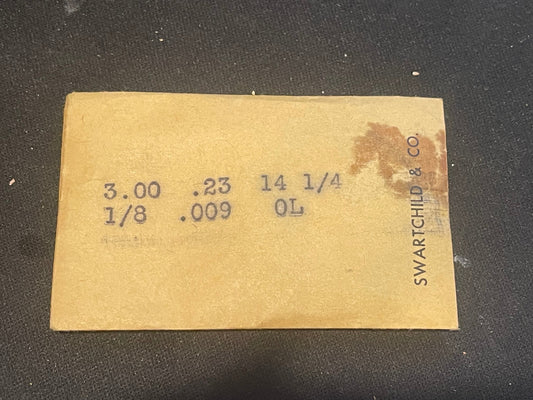 3.00 .23 14 1/4
1/8 .009 OL
SWARTCHILD & CO.